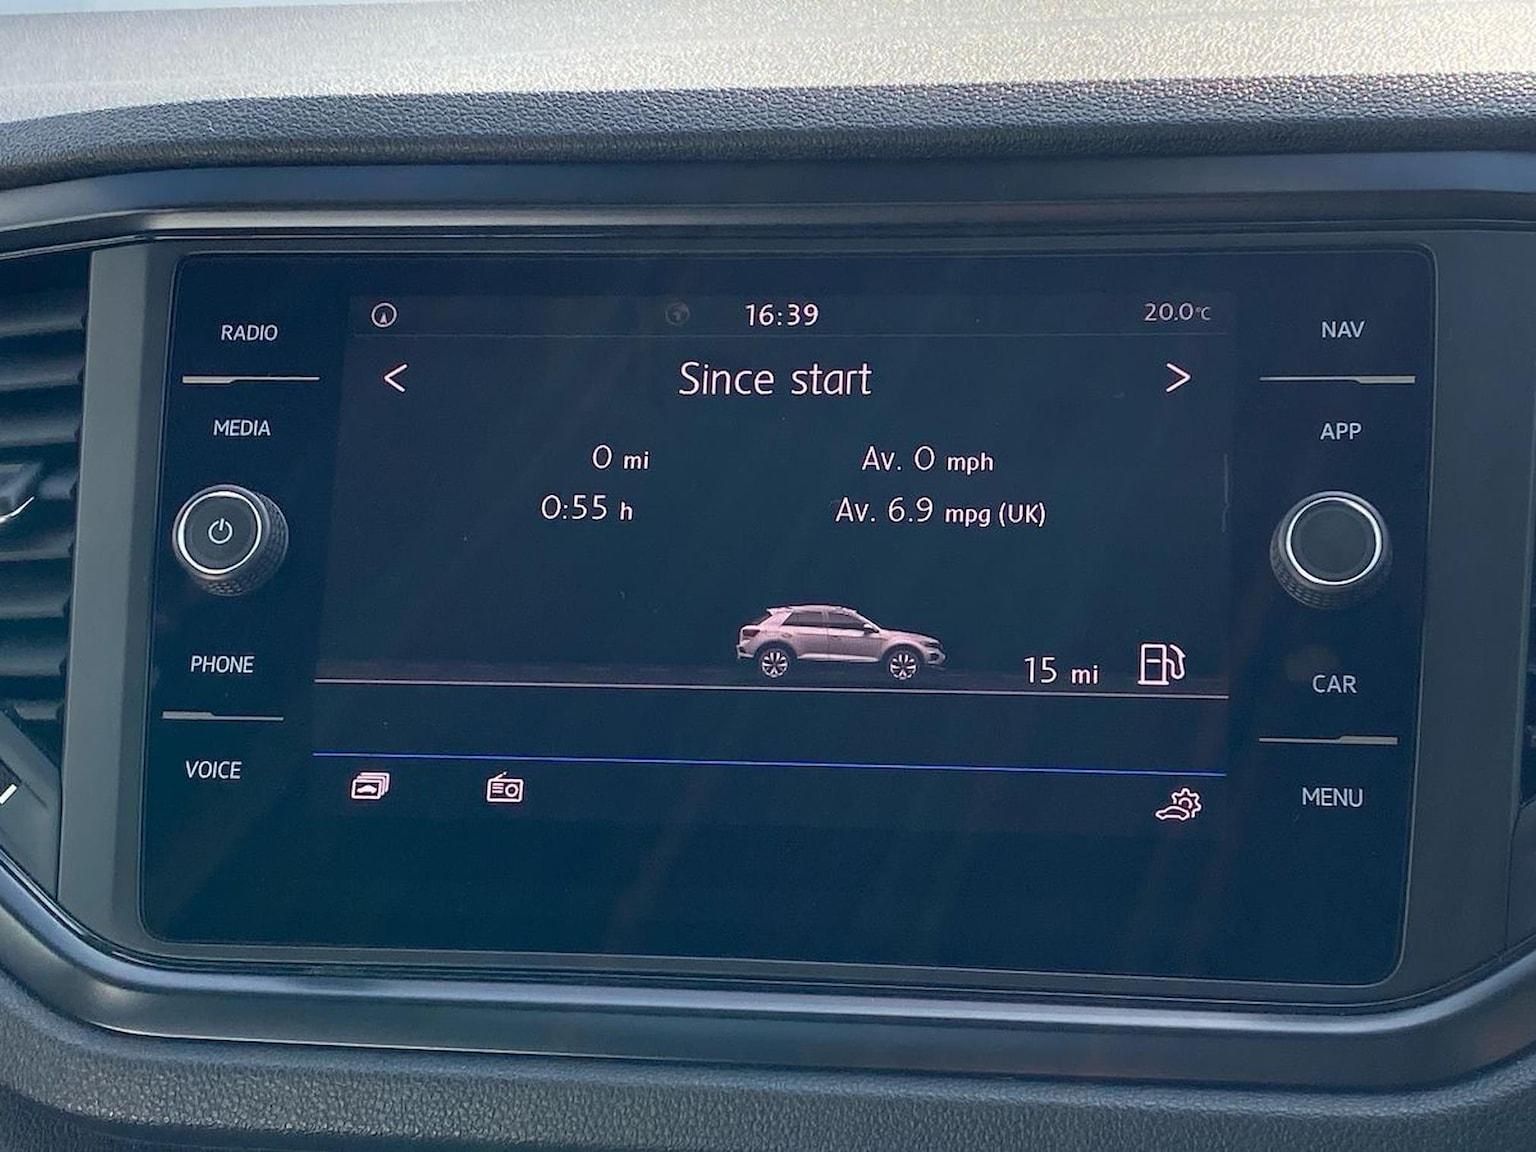 16:39
20.0°C
RADIO
NAV
< Since start >
MEDIA
APP
0 mi
Av. 0 mph
0:55 h
Av. 6.9 mpg (UK)
PHONE
15 mi
CAR
VOICE
MENU